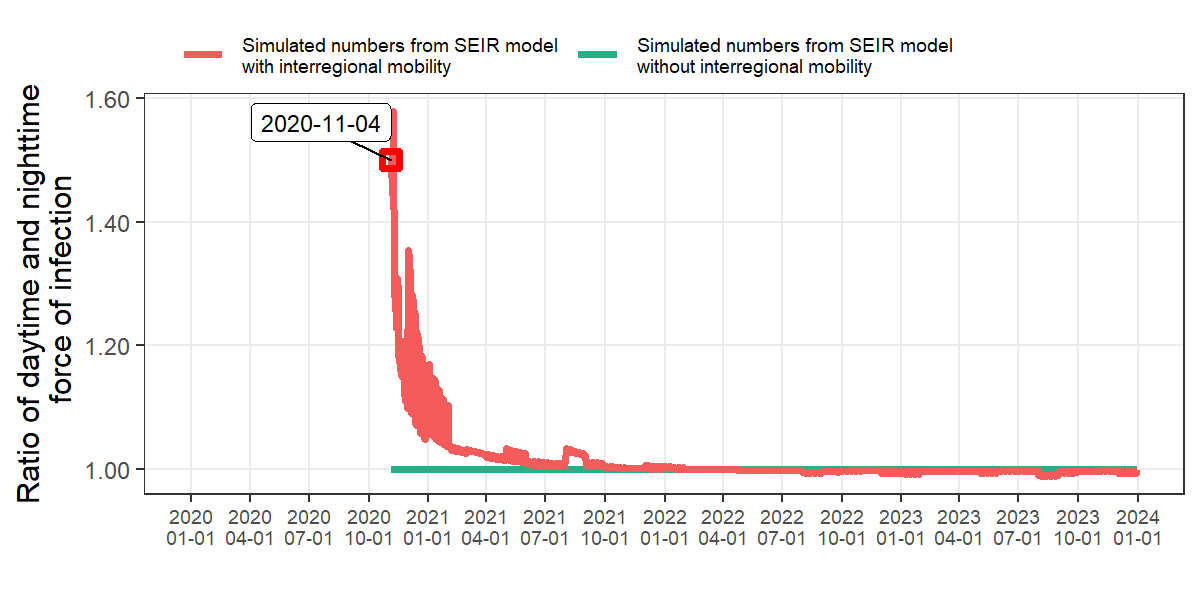 Simulated numbers from SEIR model
with interregional mobility
Simulated numbers from SEIR model
without interregional mobility
Ratio of daytime and nighttime
force of infection
1.60
1.40
1.20
1.00
2020-11-04
2020 2020 2020 2020 2021 2021 2021 2021 2022 2022 2022 2022 2023 2023 2023 2023 2024
01-01 04-01 07-01 10-01 01-01 04-01 07-01 10-01 01-01 04-01 07-01 10-01 01-01 04-01 07-01 10-01 01-01